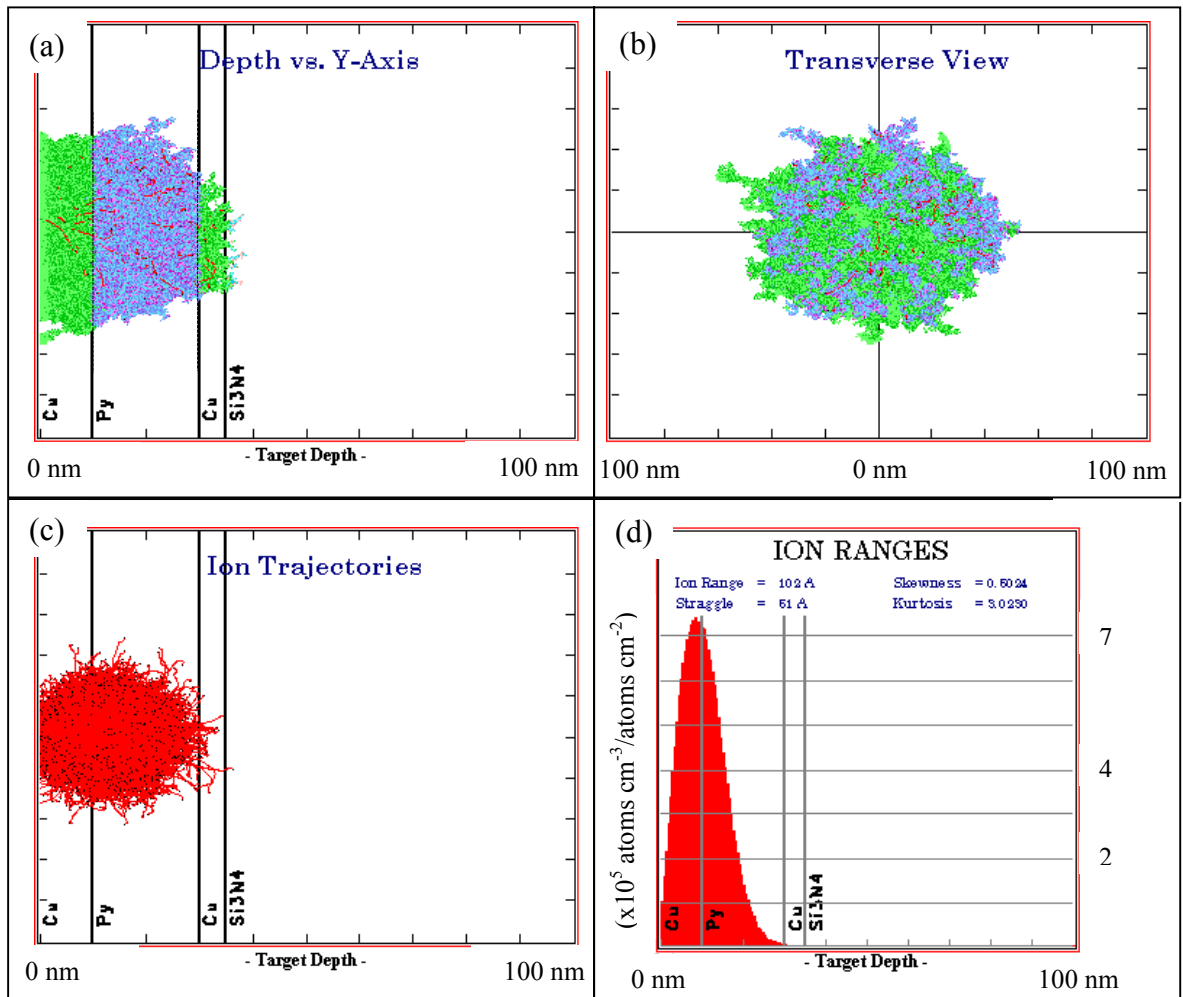 (a)
Depth vs. Y-Axis
Cu
Py
Cu
Si3N4
- Target Depth -
0 nm
100 nm
(b)
Transverse View
100 nm
0 nm
100 nm
(c)
Ion Trajectories
Cu
Py
Cu
Si3N4
- Target Depth -
0 nm
100 nm
(d)
ION RANGES
Ion Range = 102 A
Skewness = 0.5024
Straggle = 51 A
Kurtosis = 3.0230
(x10⁵ atoms cm⁻³/atoms cm⁻²)
7
4
2
Cu
Py
Cu
Si3N4
- Target Depth -
0 nm
100 nm